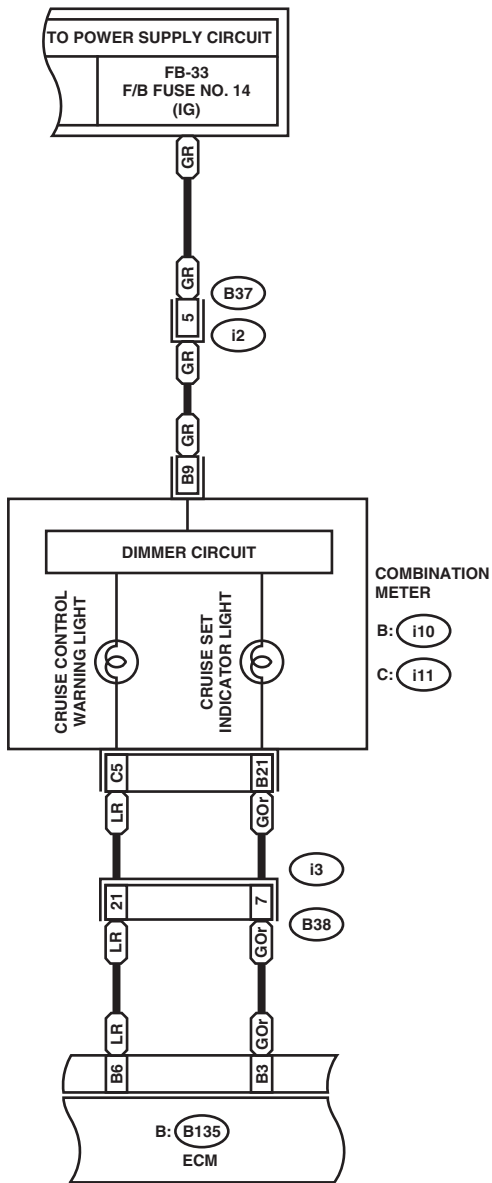 TO POWER SUPPLY CIRCUIT
FB-33
F/B FUSE NO. 14
(IG)
GR
GR
B37
5
i2
GR
GR
B9
DIMMER CIRCUIT
CRUISE CONTROL
WARNING LIGHT
CRUISE SET
INDICATOR LIGHT
COMBINATION
METER
B: i10
C: i11
C5 B21
LR GOr
i3
21 7
B38
LR GOr
LR GOr
B6 B3
B: B135
ECM